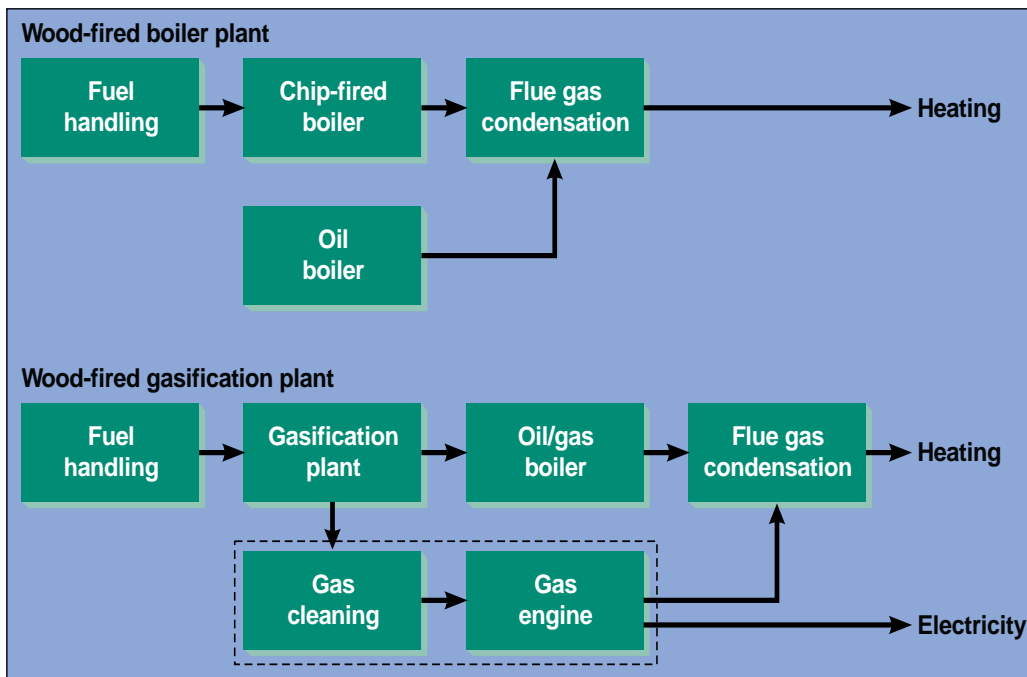 Wood-fired boiler plant
Fuel
handling
Chip-fired
boiler
Flue gas
condensation
Heating
Oil
boiler
Wood-fired gasification plant
Fuel
handling
Gasification
plant
Oil/gas
boiler
Flue gas
condensation
Heating
Gas
cleaning
Gas
engine
Electricity